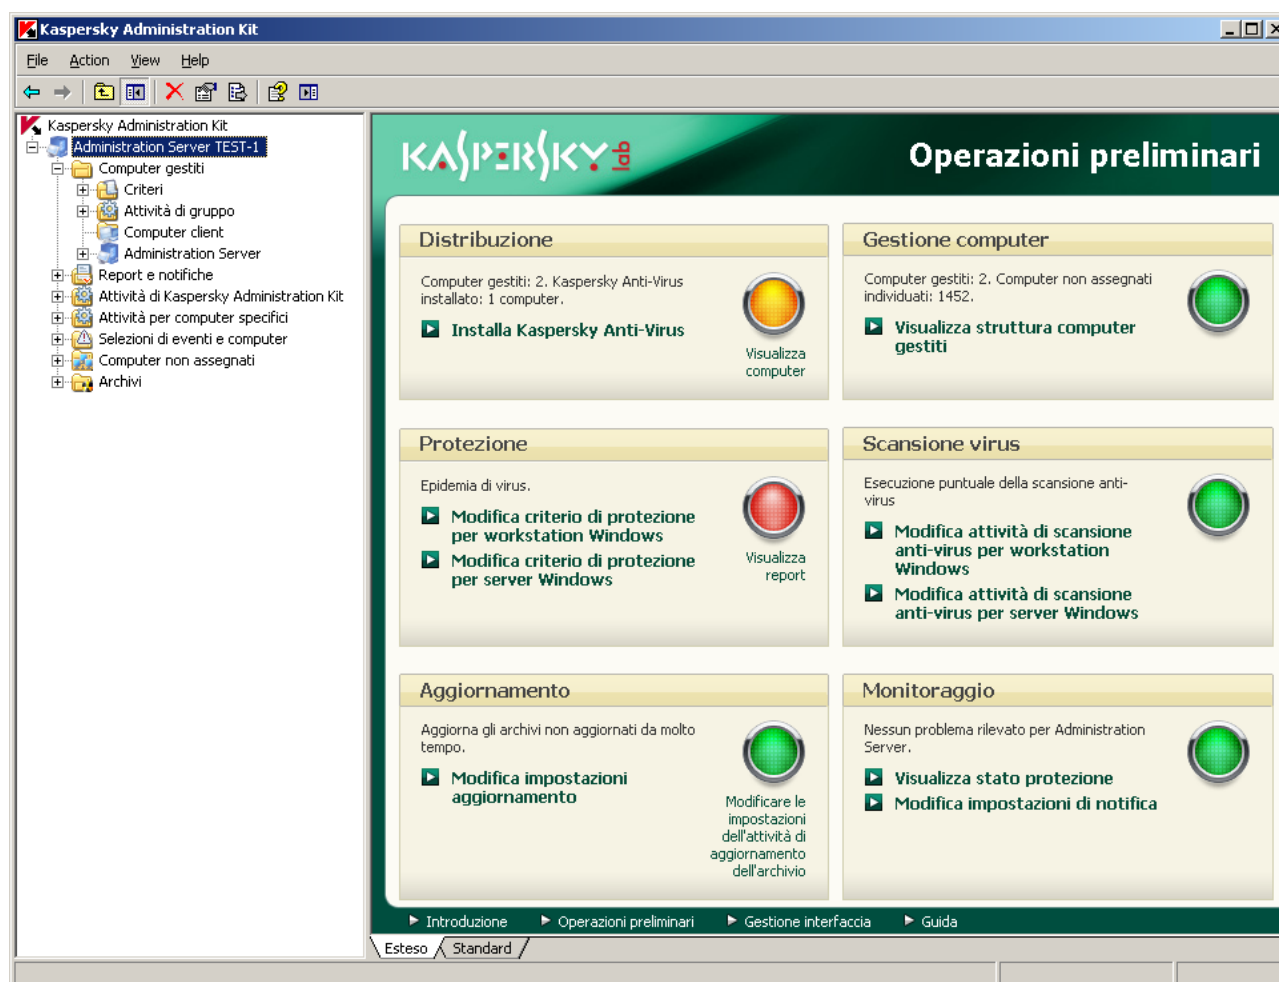 Kaspersky Administration Kit
File Action View Help
Kaspersky Administration Kit
Administration Server TEST-1
Computer gestiti
Criteri
Attività di gruppo
Computer client
Administration Server
Report e notifiche
Attività di Kaspersky Administration Kit
Attività per computer specifici
Selezioni di eventi e computer
Computer non assegnati
Archivi
KASPERSKY lab
Operazioni preliminari
Distribuzione
Computer gestiti: 2. Kaspersky Anti-Virus
installato: 1 computer.
Installa Kaspersky Anti-Virus
Visualizza
computer
Gestione computer
Computer gestiti: 2. Computer non assegnati
individuati: 1452.
Visualizza struttura computer
gestiti
Protezione
Epidemia di virus.
Modifica criterio di protezione
per workstation Windows
Modifica criterio di protezione
per server Windows
Visualizza
report
Scansione virus
Esecuzione puntuale della scansione anti-
virus
Modifica attività di scansione
anti-virus per workstation
Windows
Modifica attività di scansione
anti-virus per server Windows
Aggiornamento
Aggiorna gli archivi non aggiornati da molto
tempo.
Modifica impostazioni
aggiornamento
Modificare le
impostazioni
dell'attività di
aggiornamento
dell'archivio
Monitoraggio
Nessun problema rilevato per Administration
Server.
Visualizza stato protezione
Modifica impostazioni di notifica
Introduzione Operazioni preliminari Gestione interfaccia Guida
Esteso Standard